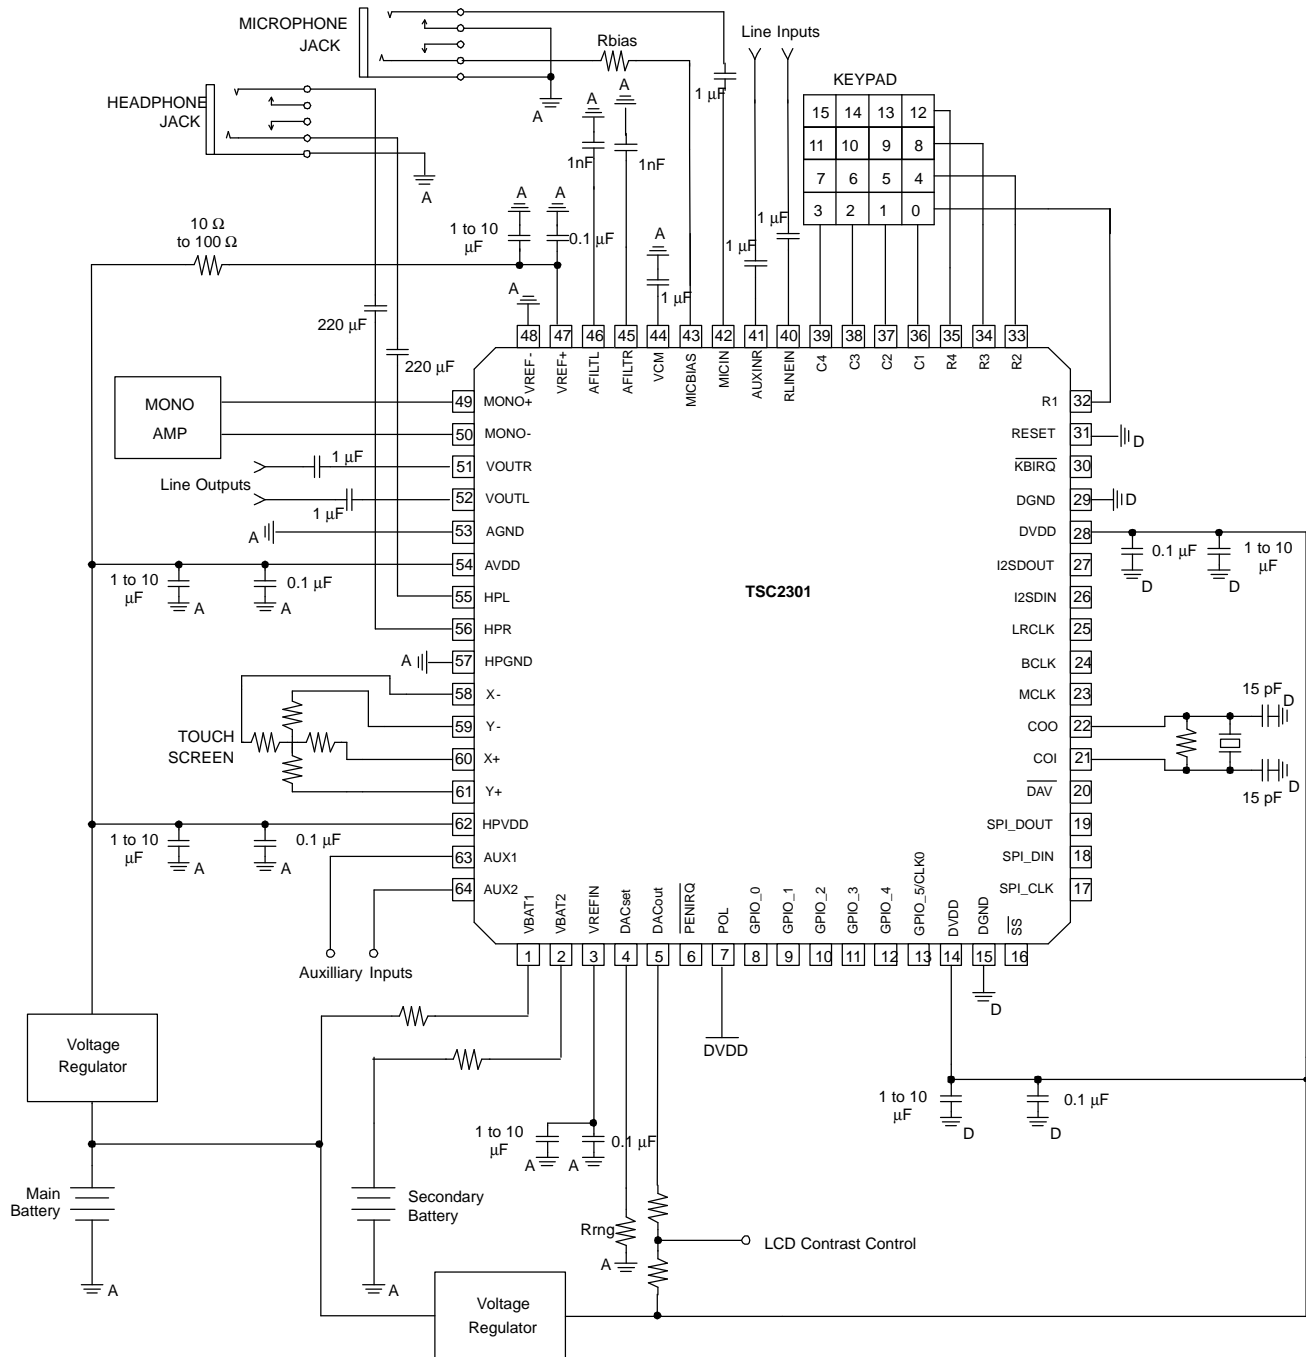 MICROPHONE
JACK
Rbias
Line Inputs
KEYPAD
HEADPHONE
JACK
1 μF
A
A
A
15 14 13 12
11 10 9 8
7 6 5 4
3 2 1 0
1nF
1nF
A
A
A
10 Ω
to 100 Ω
1 to 10
μF
0.1 μF
A
1 μF
1 μF
1 μF
A
220 μF
220 μF
48 47 46 45 44 43 42 41 40 39 38 37 36 35 34 33
VREF-
VREF+
AFILTL
AFILTR
VCM
MICBIAS
MICIN
AUXINR
RLINEIN
C4
C3
C2
C1
R4
R3
R2
MONO
AMP
49 MONO+
50 MONO-
51 VOUTR
52 VOUTL
53 AGND
54 AVDD
55 HPL
56 HPR
57 HPGND
58 X-
59 Y-
60 X+
61 Y+
62 HPVDD
63 AUX1
64 AUX2
1 μF
Line Outputs
1 μF
A
1 to 10
μF
A
0.1 μF
A
A
TOUCH
SCREEN
1 to 10
μF
A
0.1 μF
A
Auxilliary Inputs
TSC2301
R1 32
RESET 31
KBIRQ 30
DGND 29
DVDD 28
I2SDOUT 27
I2SDIN 26
LRCLK 25
BCLK 24
MCLK 23
COO 22
COI 21
DAV 20
SPI_DOUT 19
SPI_DIN 18
SPI_CLK 17
D
D
0.1 μF
D
1 to 10
μF
D
15 pF
D
D
15 pF
VBAT1
VBAT2
VREFIN
DACset
DACout
PENIRQ
POL
GPIO_0
GPIO_1
GPIO_2
GPIO_3
GPIO_4
GPIO_5/CLK0
DVDD
DGND
SS
1 2 3 4 5 6 7 8 9 10 11 12 13 14 15 16
D
DVDD
Voltage
Regulator
1 to 10
μF
D
0.1 μF
D
1 to 10
μF
A
0.1 μF
A
Main
Battery
A
Secondary
Battery
A
Rrng
A
LCD Contrast Control
Voltage
Regulator